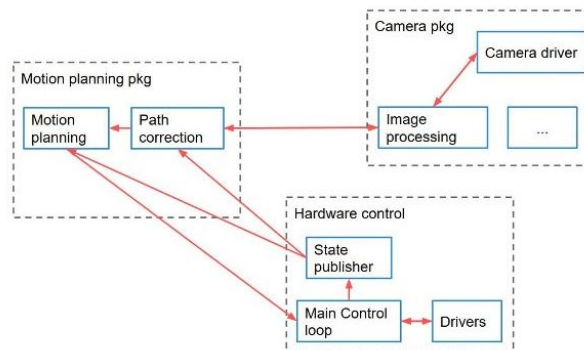 Camera pkg
Camera driver
Image
processing
...
Motion planning pkg
Motion
planning
Path
correction
Hardware control
State
publisher
Main Control
loop
Drivers